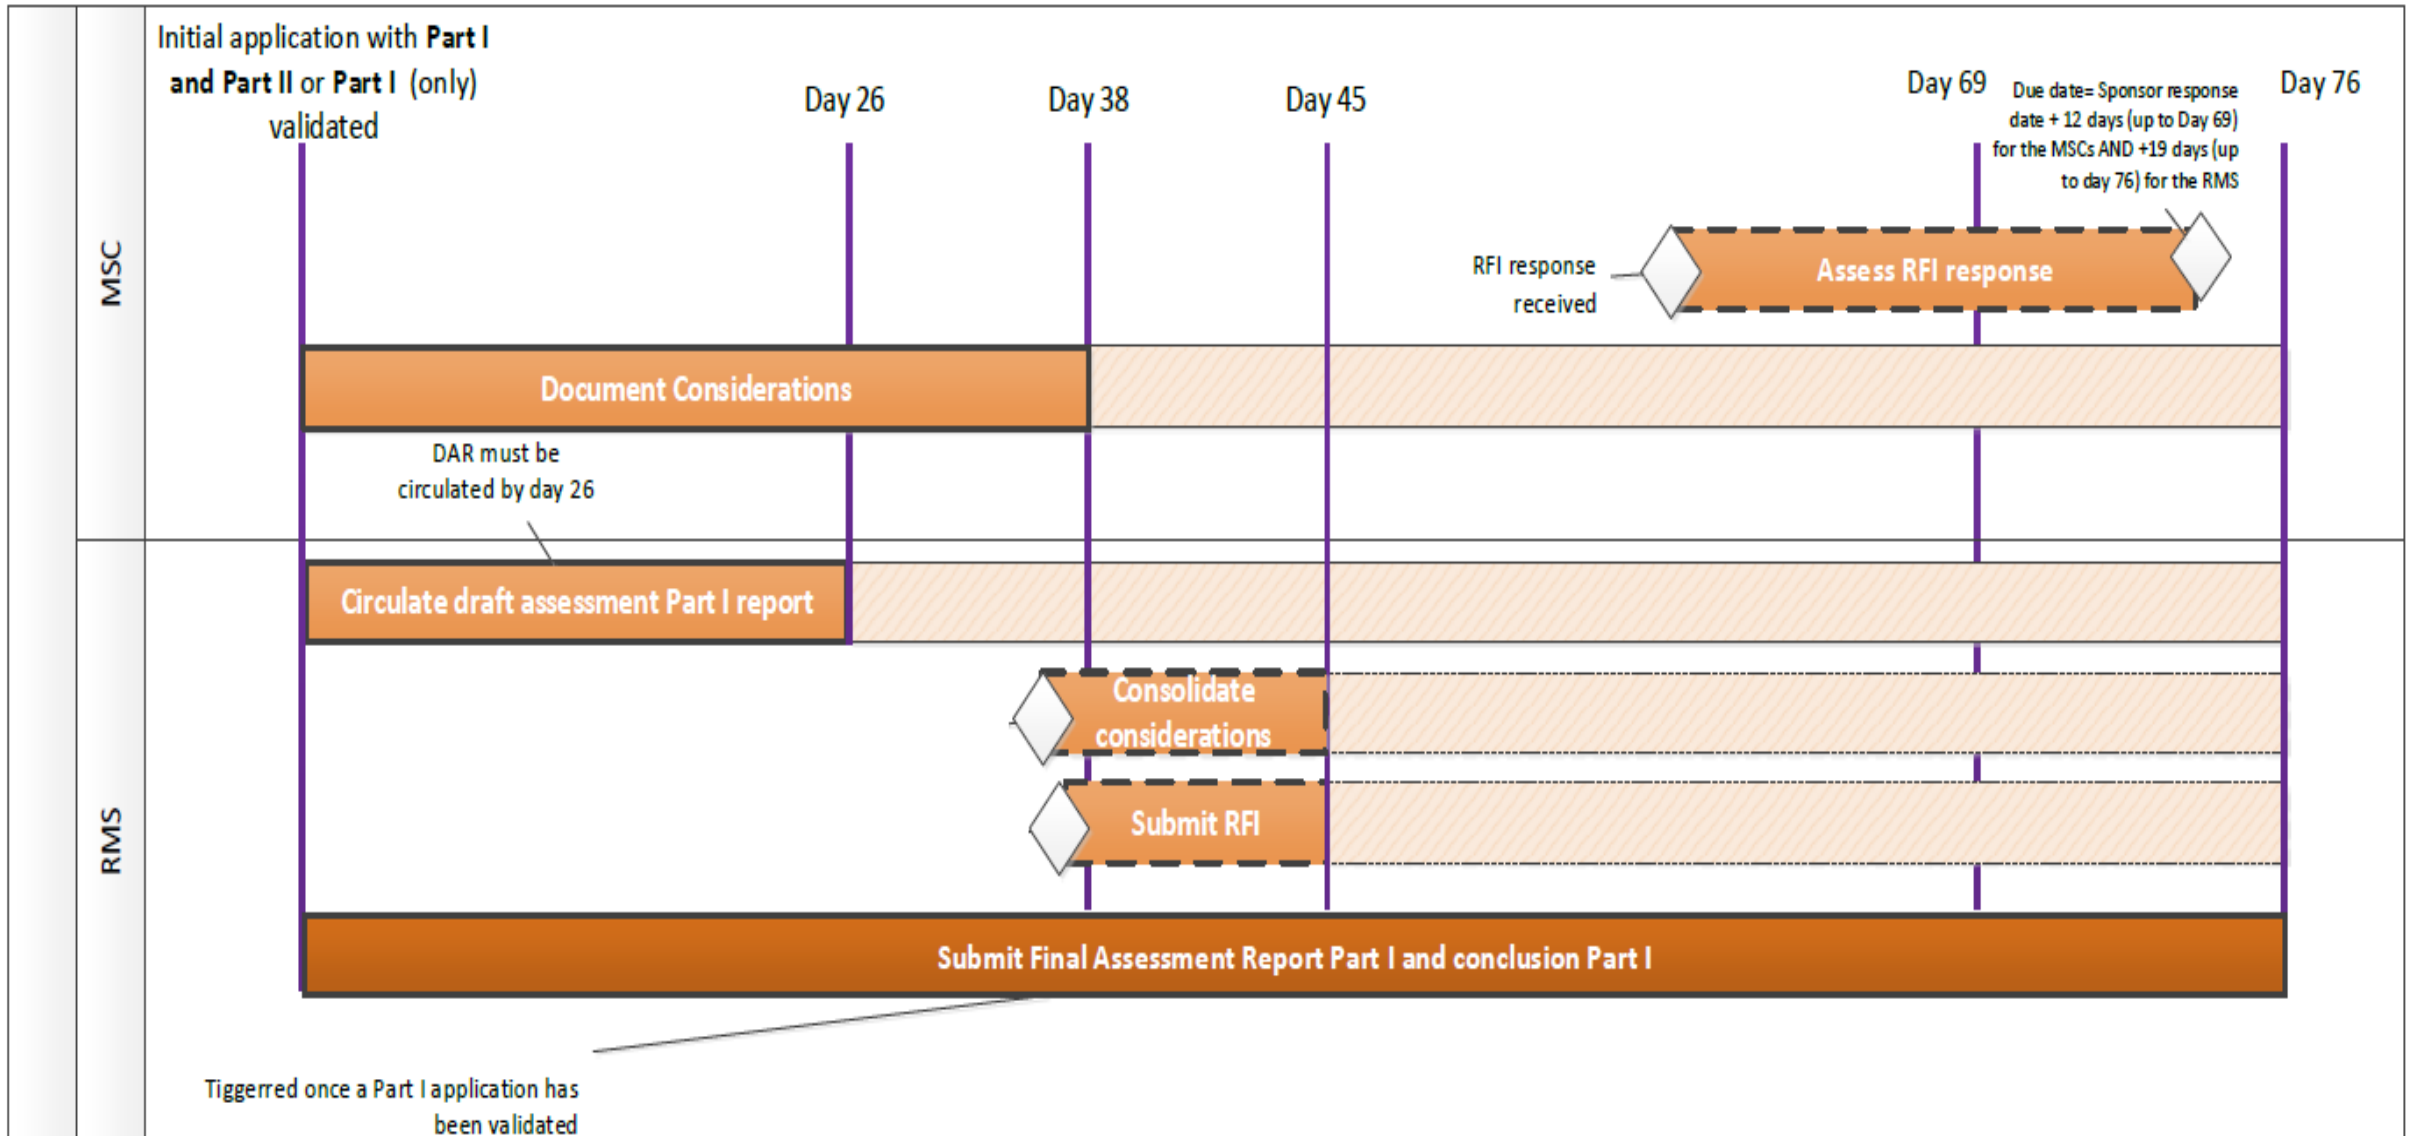 Initial application with Part I
and Part II or Part I (only)
validated
Day 26
Day 38
Day 45
Day 69
Due date= Sponsor response
date + 12 days (up to Day 69)
for the MSCs AND +19 days (up
to day 76) for the RMS
Day 76
MSC
RFI response
received
Assess RFI response
Document Considerations
DAR must be
circulated by day 26
RMS
Circulate draft assessment Part I report
Consolidate
considerations
Submit RFI
Submit Final Assessment Report Part I and conclusion Part I
Tiggerred once a Part I application has
been validated